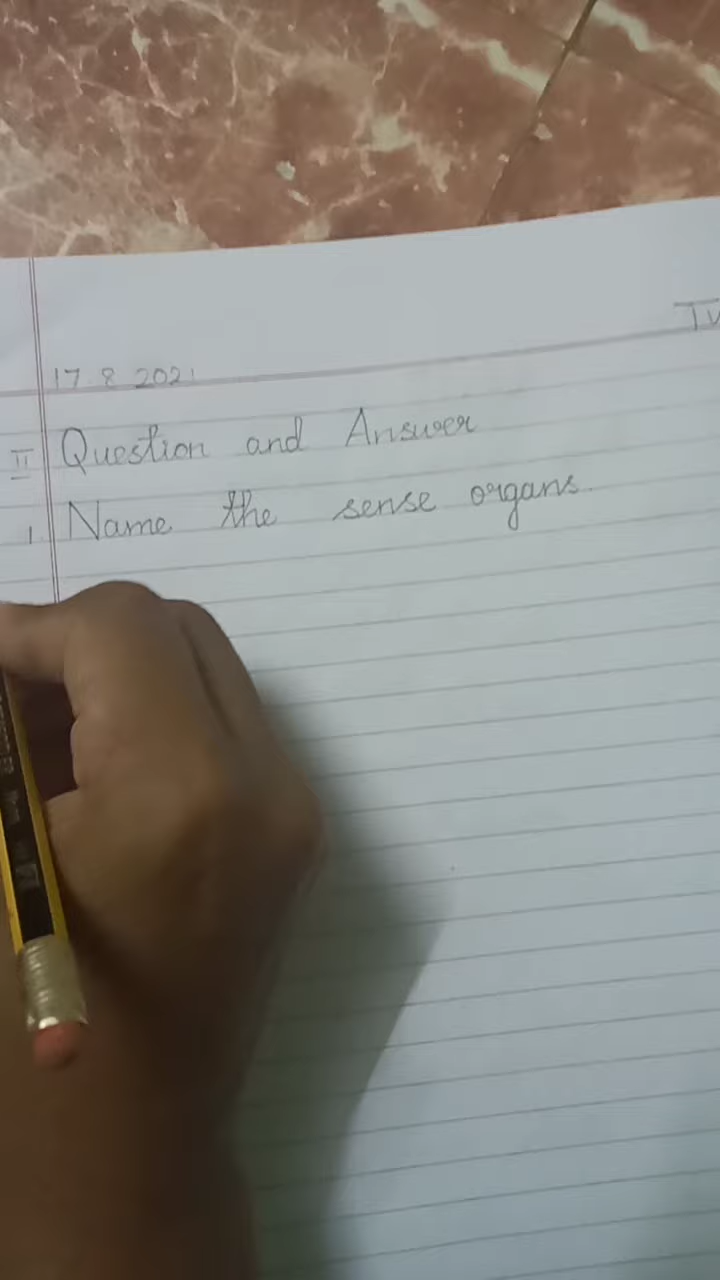 17.8.2021
II Question and Answer
1. Name the sense organs.